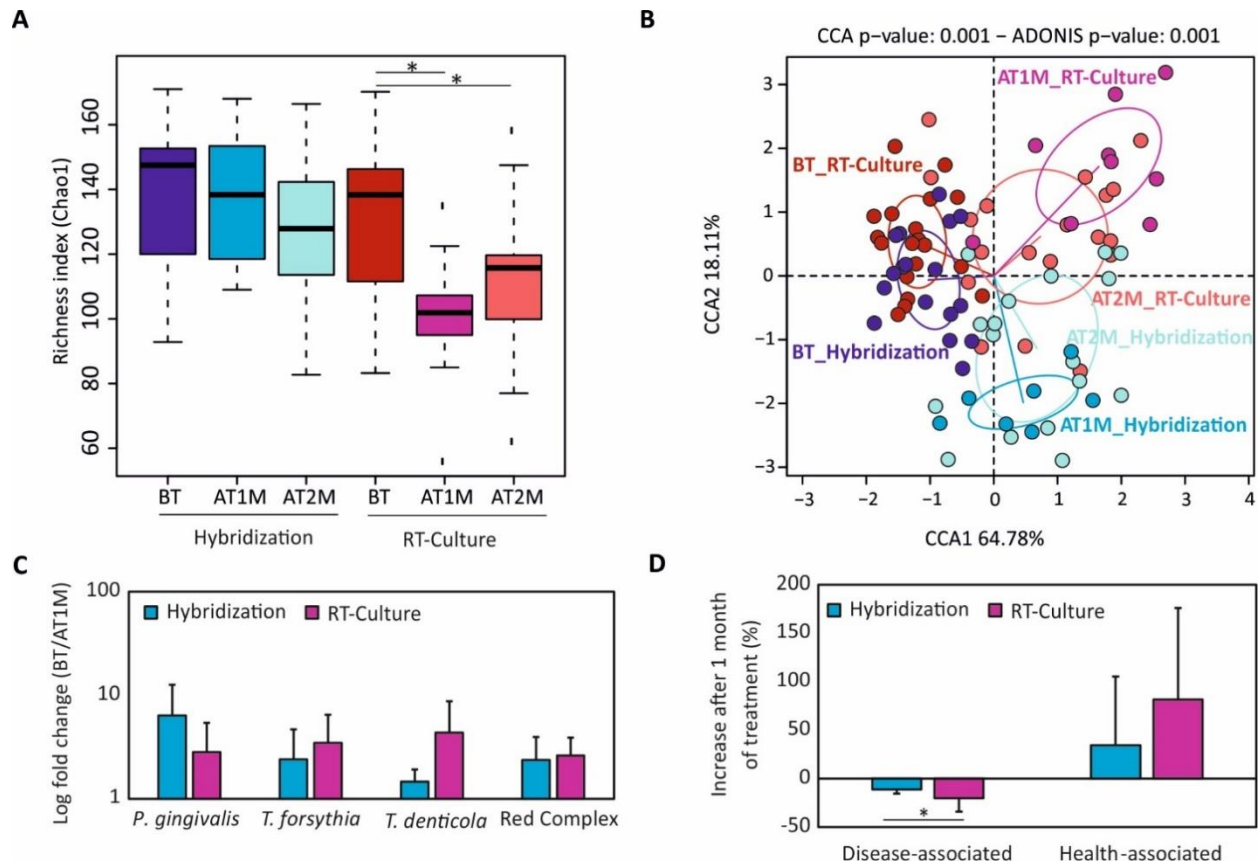 A
Richness index (Chao1)
160
140
120
100
80
60
*
*
BT AT1M AT2M BT AT1M AT2M
Hybridization RT-Culture
B
CCA p-value: 0.001 – ADONIS p-value: 0.001
CCA2 18.11%
3
2
1
0
−1
−2
−3
AT1M_RT-Culture
BT_RT-Culture
AT2M_RT-Culture
AT2M_Hybridization
BT_Hybridization
AT1M_Hybridization
−3 −2 −1 0 1 2 3 4
CCA1 64.78%
C
Log fold change (BT/AT1M)
100
10
1
Hybridization RT-Culture
P. gingivalis T. forsythia T. denticola Red Complex
D
Increase after 1 month
of treatment (%)
200
150
100
50
0
-50
Hybridization RT-Culture
*
Disease-associated Health-associated